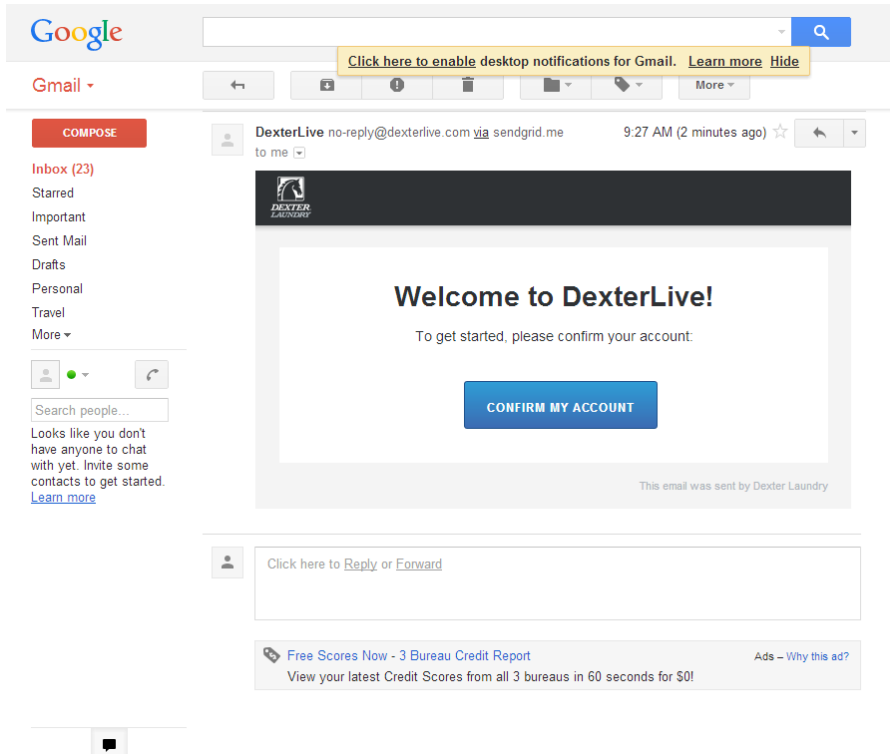 Google
Click here to enable desktop notifications for Gmail. Learn more Hide
Gmail
More
COMPOSE
DexterLive no-reply@dexterlive.com via sendgrid.me
9:27 AM (2 minutes ago)
to me
Inbox (23)
Starred
Important
Sent Mail
Drafts
Personal
Travel
More
DEXTER
LAUNDRY
Welcome to DexterLive!
To get started, please confirm your account:
CONFIRM MY ACCOUNT
This email was sent by Dexter Laundry
Search people...
Looks like you don't
have anyone to chat
with yet. Invite some
contacts to get started.
Learn more
Click here to Reply or Forward
Free Scores Now - 3 Bureau Credit Report
Ads – Why this ad?
View your latest Credit Scores from all 3 bureaus in 60 seconds for $0!